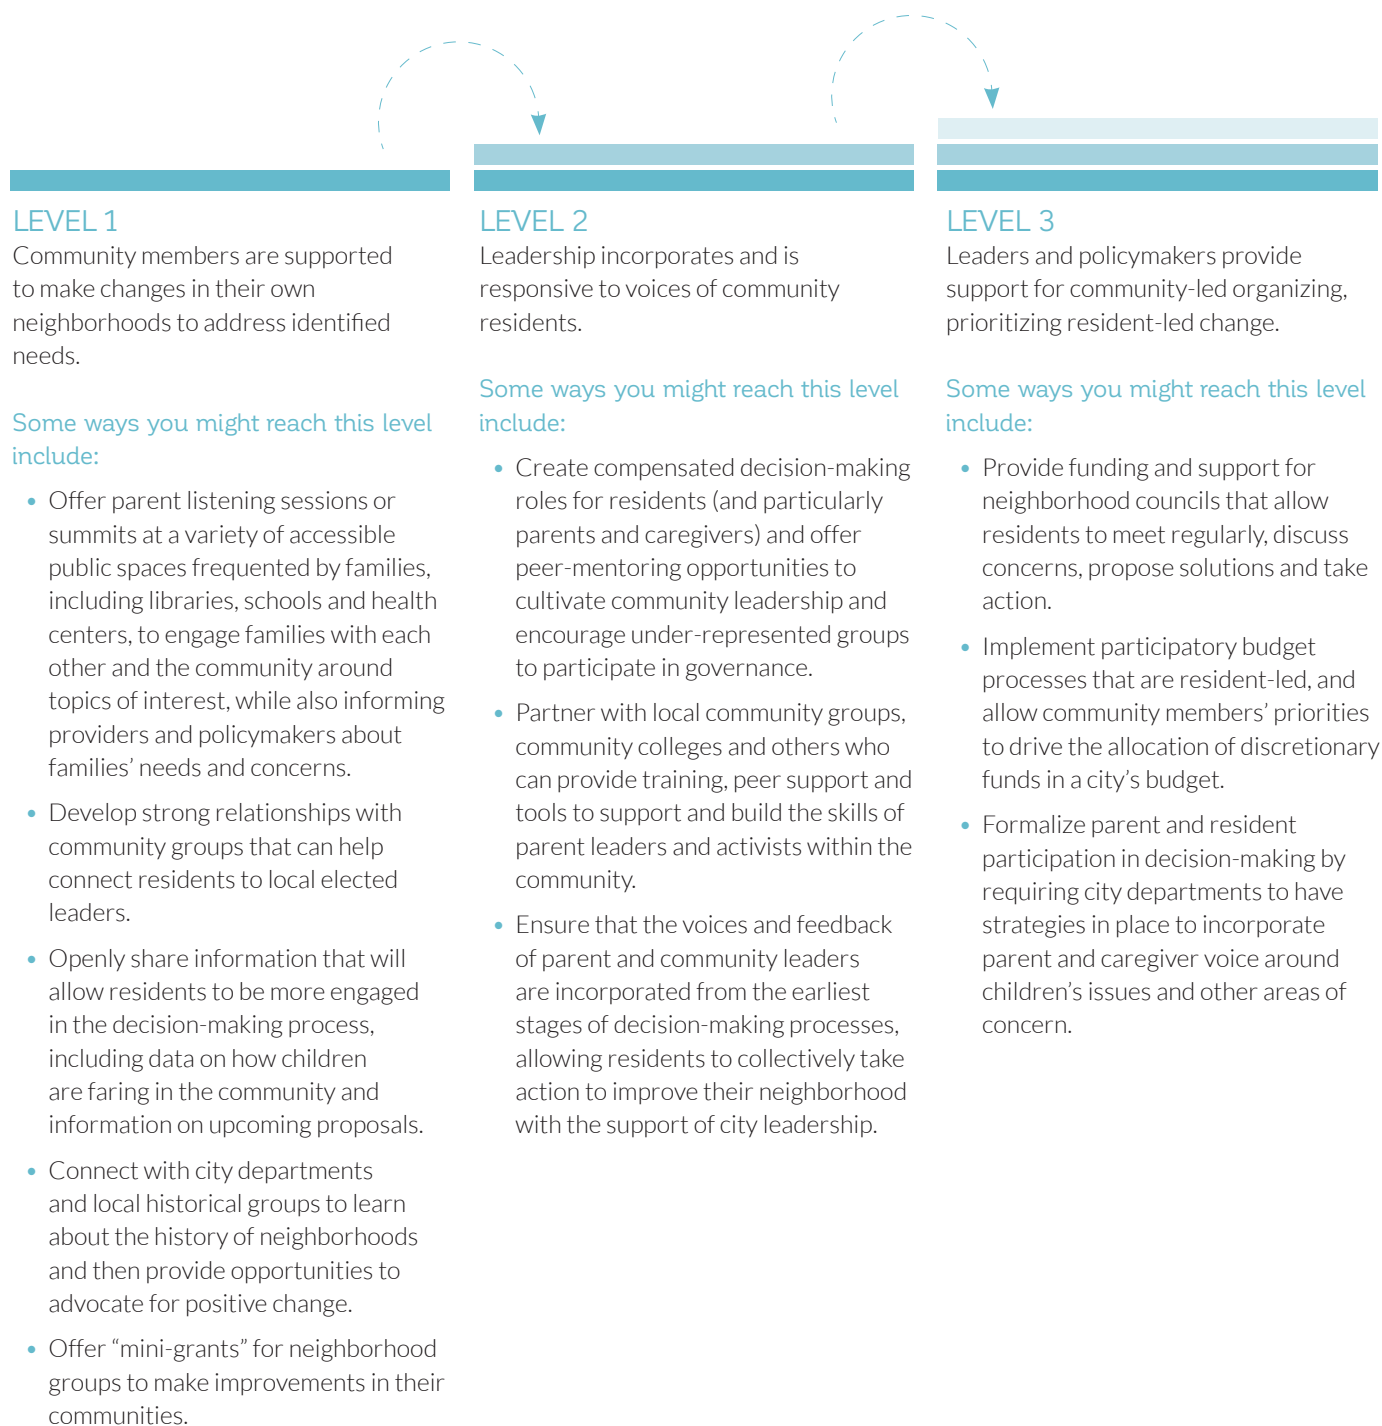 LEVEL 1
Community members are supported
to make changes in their own
neighborhoods to address identified
needs.
Some ways you might reach this level
include:
• Offer parent listening sessions or
summits at a variety of accessible
public spaces frequented by families,
including libraries, schools and health
centers, to engage families with each
other and the community around
topics of interest, while also informing
providers and policymakers about
families’ needs and concerns.
• Develop strong relationships with
community groups that can help
connect residents to local elected
leaders.
• Openly share information that will
allow residents to be more engaged
in the decision-making process,
including data on how children
are faring in the community and
information on upcoming proposals.
• Connect with city departments
and local historical groups to learn
about the history of neighborhoods
and then provide opportunities to
advocate for positive change.
• Offer “mini-grants” for neighborhood
groups to make improvements in their
communities.
LEVEL 2
Leadership incorporates and is
responsive to voices of community
residents.
Some ways you might reach this level
include:
• Create compensated decision-making
roles for residents (and particularly
parents and caregivers) and offer
peer-mentoring opportunities to
cultivate community leadership and
encourage under-represented groups
to participate in governance.
• Partner with local community groups,
community colleges and others who
can provide training, peer support and
tools to support and build the skills of
parent leaders and activists within the
community.
• Ensure that the voices and feedback
of parent and community leaders
are incorporated from the earliest
stages of decision-making processes,
allowing residents to collectively take
action to improve their neighborhood
with the support of city leadership.
LEVEL 3
Leaders and policymakers provide
support for community-led organizing,
prioritizing resident-led change.
Some ways you might reach this level
include:
• Provide funding and support for
neighborhood councils that allow
residents to meet regularly, discuss
concerns, propose solutions and take
action.
• Implement participatory budget
processes that are resident-led, and
allow community members’ priorities
to drive the allocation of discretionary
funds in a city’s budget.
• Formalize parent and resident
participation in decision-making by
requiring city departments to have
strategies in place to incorporate
parent and caregiver voice around
children’s issues and other areas of
concern.